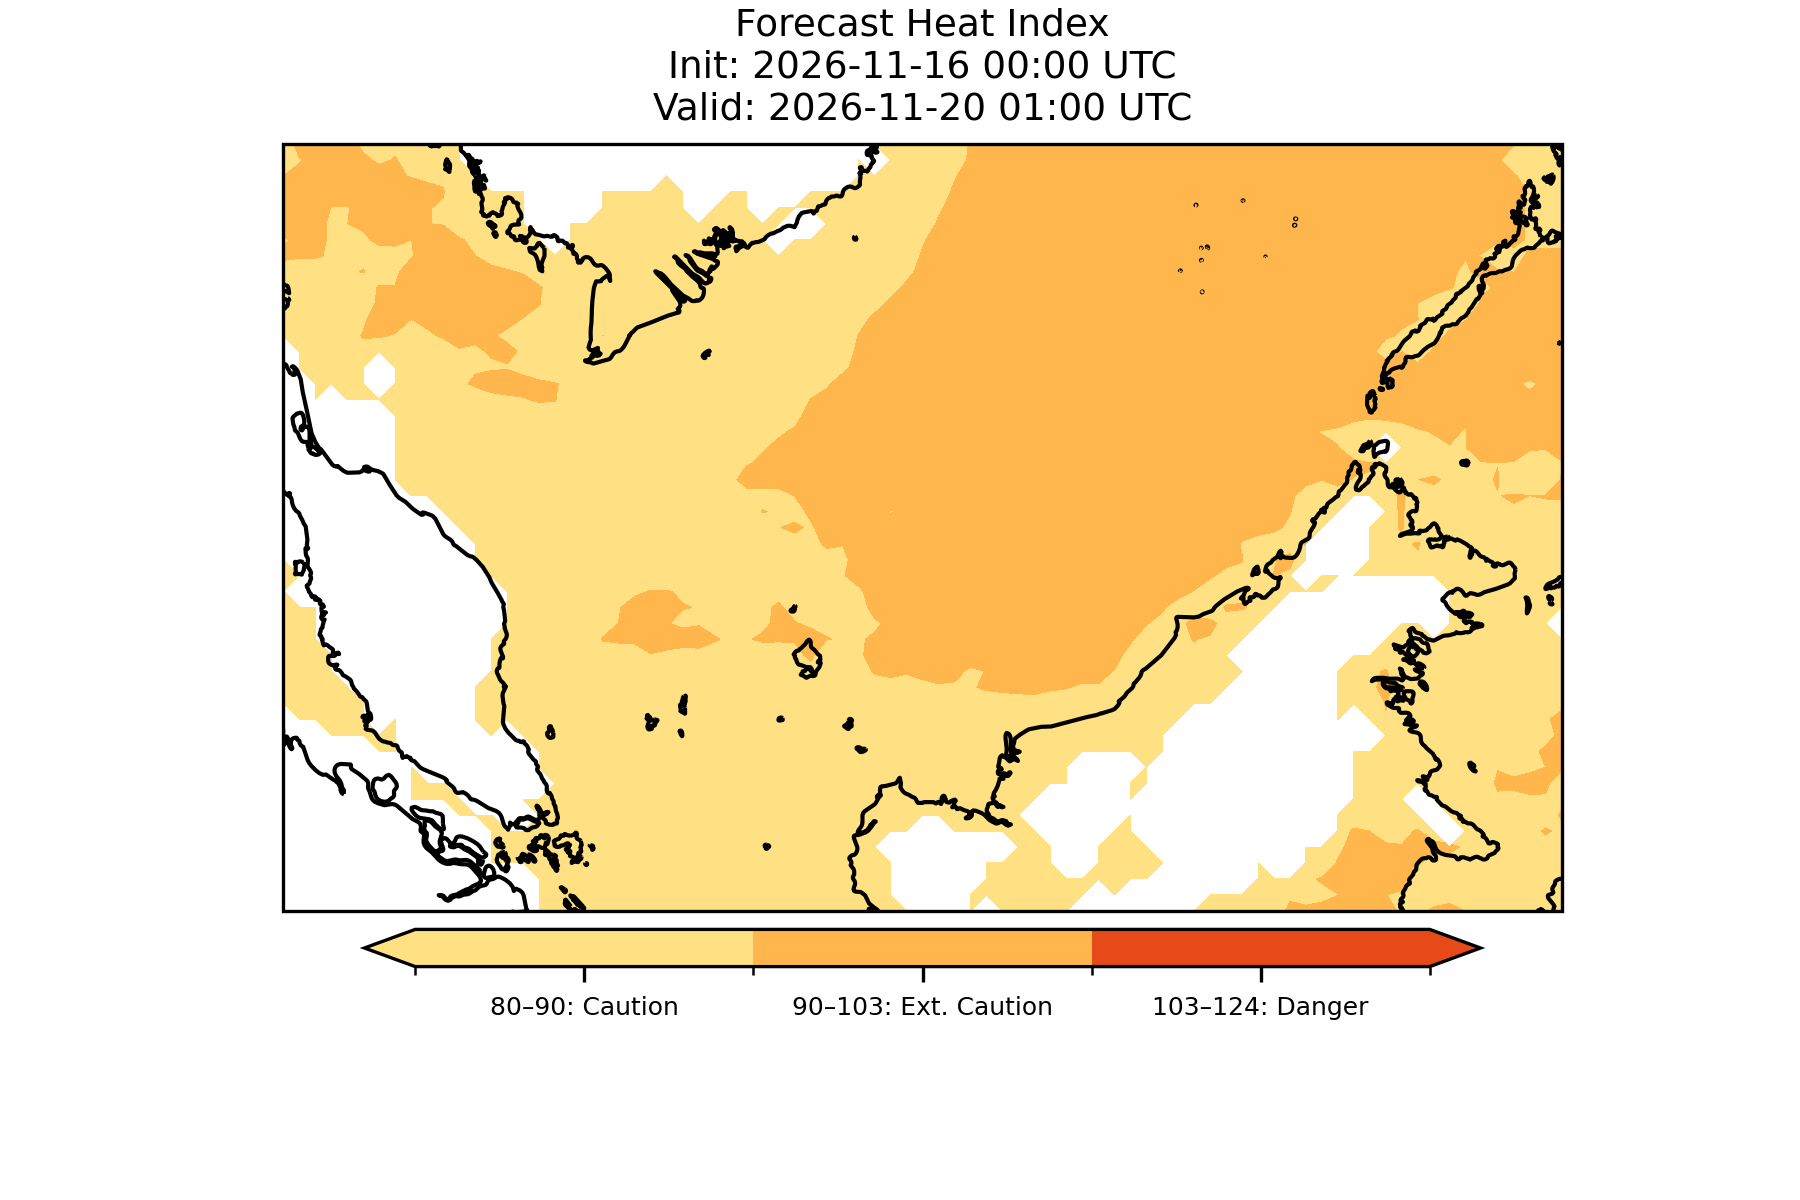 Forecast Heat Index
Init: 2026-11-16 00:00 UTC
Valid: 2026-11-20 01:00 UTC
80–90: Caution
90–103: Ext. Caution
103–124: Danger